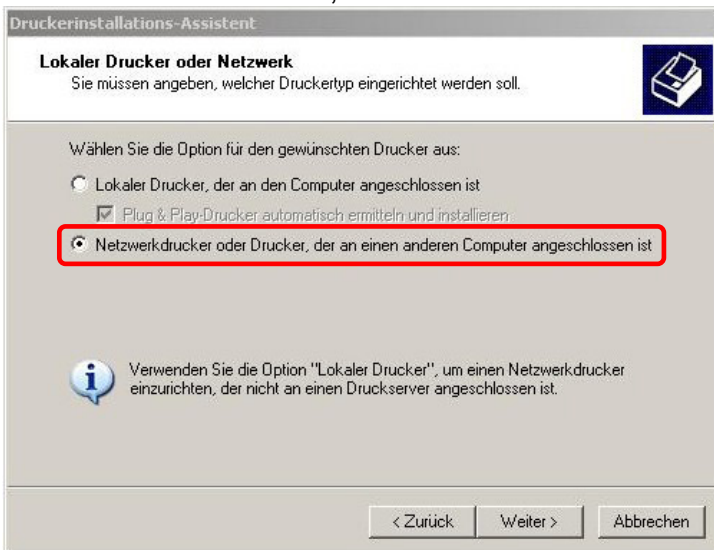 Druckerinstallations-Assistent
Lokaler Drucker oder Netzwerk
Sie müssen angeben, welcher Druckertyp eingerichtet werden soll.
Wählen Sie die Option für den gewünschten Drucker aus:
Lokaler Drucker, der an den Computer angeschlossen ist
Plug & Play-Drucker automatisch ermitteln und installieren
Netzwerkdrucker oder Drucker, der an einen anderen Computer angeschlossen ist
Verwenden Sie die Option "Lokaler Drucker", um einen Netzwerkdrucker
einzurichten, der nicht an einen Druckserver angeschlossen ist.
< Zurück Weiter > Abbrechen